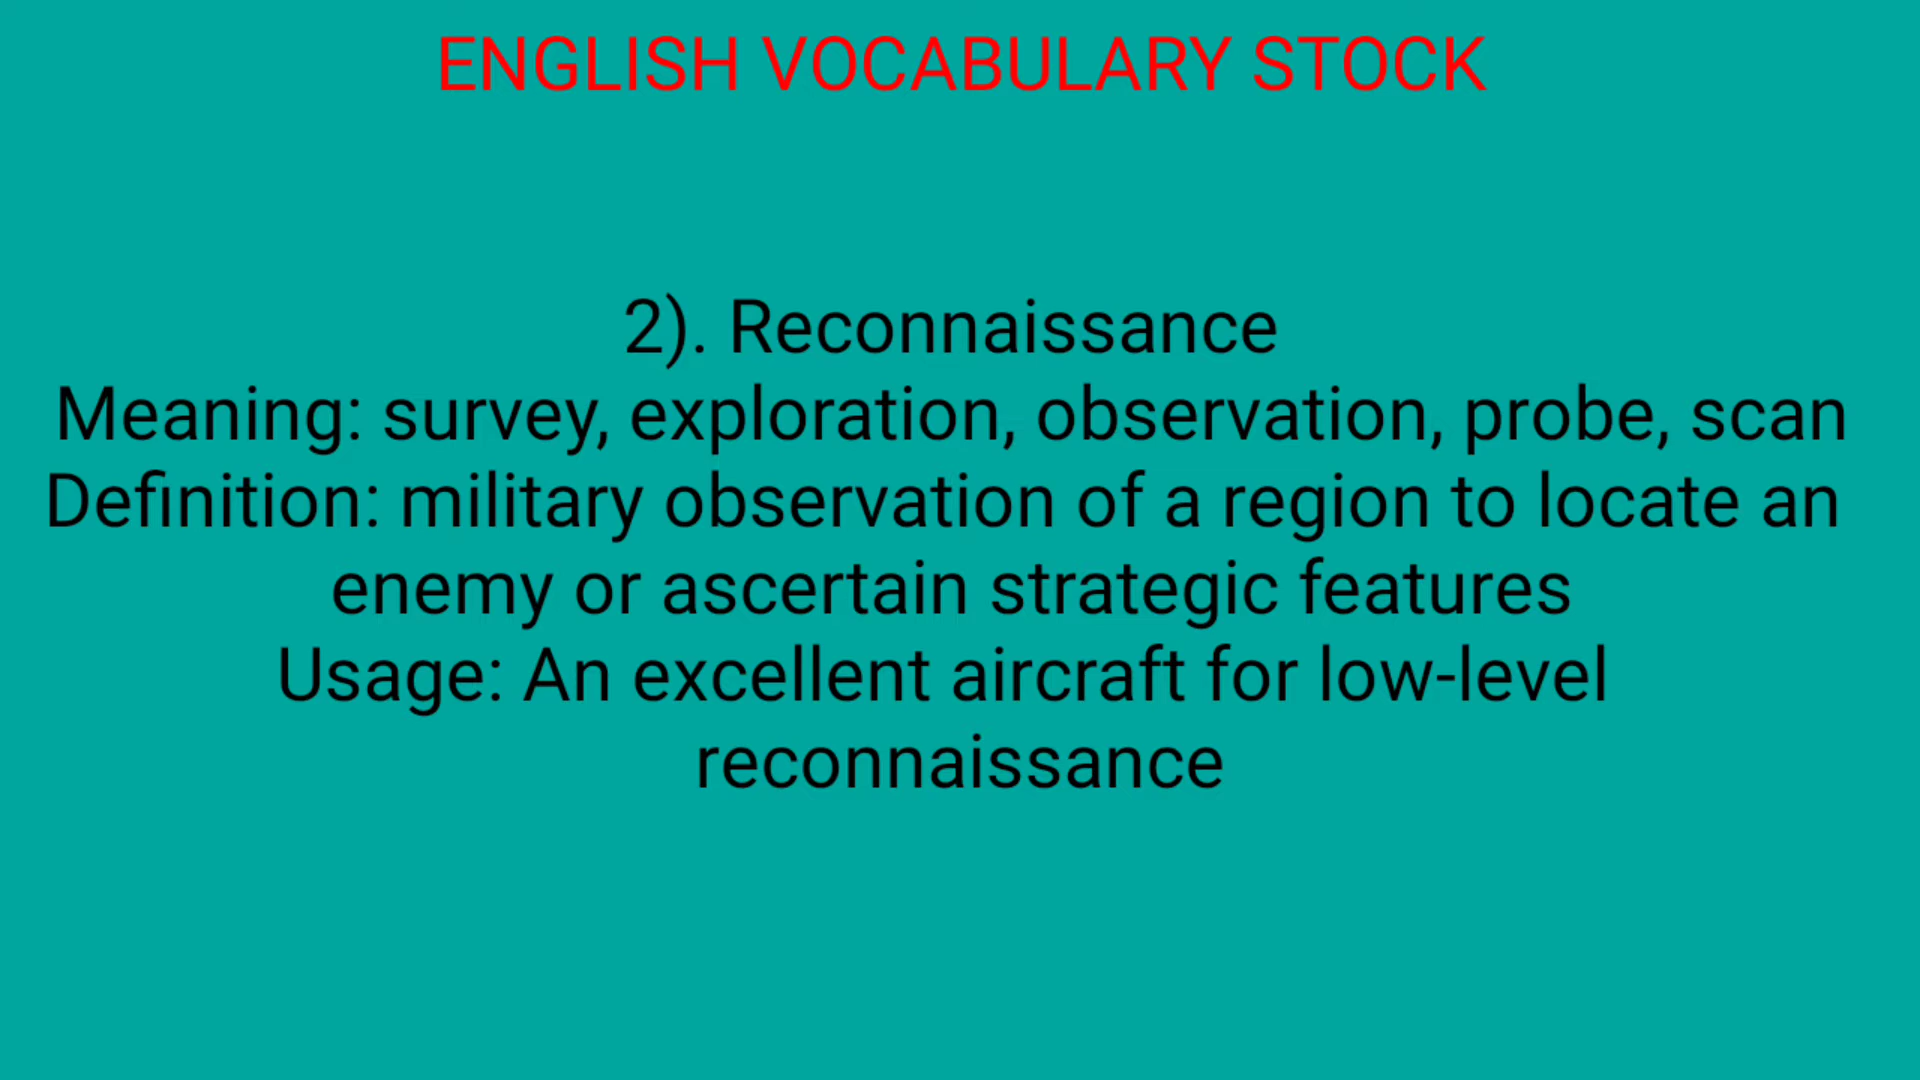 ENGLISH VOCABULARY STOCK
2). Reconnaissance
Meaning: survey, exploration, observation, probe, scan
Definition: military observation of a region to locate an
enemy or ascertain strategic features
Usage: An excellent aircraft for low-level
reconnaissance